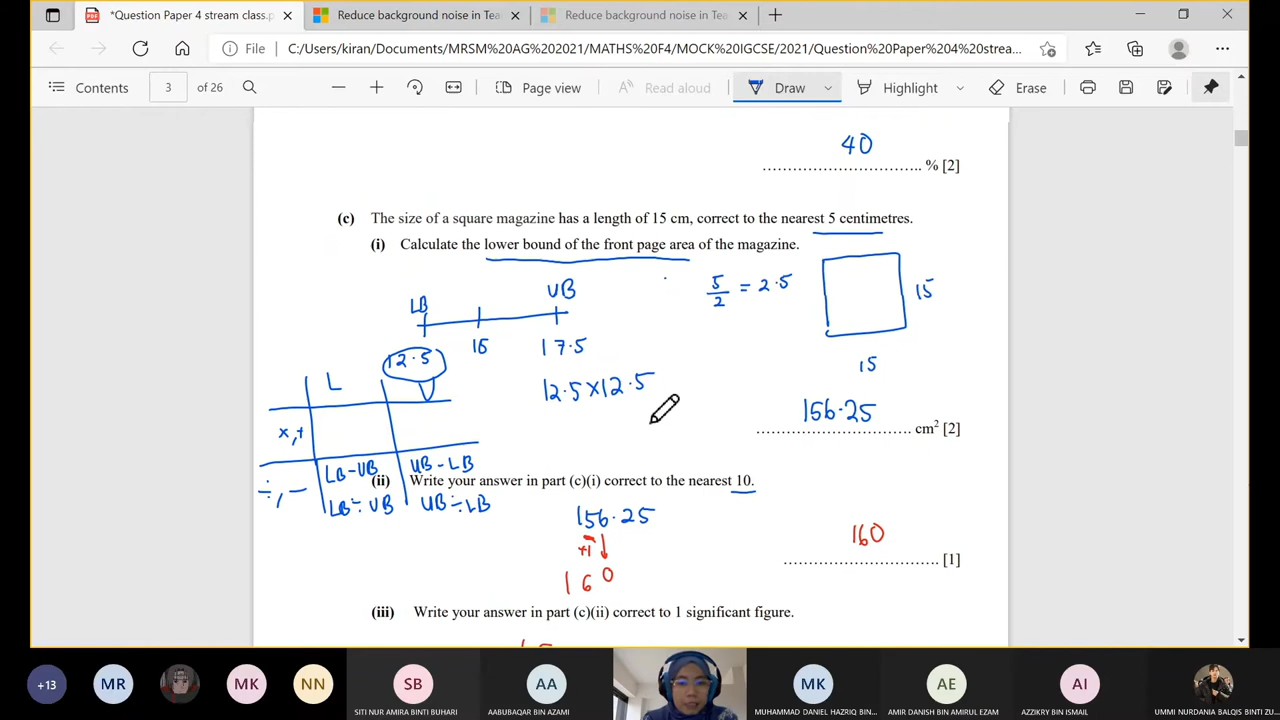 *Question Paper 4 stream class.p
Reduce background noise in Tea
Reduce background noise in Tea
File
C:/Users/kiran/Documents/MRSM%20AG%202021/MATHS%20F4/MOCK%20IGCSE/2021/Question%20Paper%204%20strea...
Contents
3
of 26
Page view
Read aloud
Draw
Highlight
Erase
40
% [2]
(c) The size of a square magazine has a length of 15 cm, correct to the nearest 5 centimetres.
(i) Calculate the lower bound of the front page area of the magazine.
5/2 = 2.5
15
15
LB
UB
15
17.5
12.5
12.5×12.5
156.25
cm² [2]
L U
×,+
÷, −
LB-UB UB-LB
LB÷UB UB÷LB
(ii) Write your answer in part (c)(i) correct to the nearest 10.
156.25
+1
160
160
[1]
(iii) Write your answer in part (c)(ii) correct to 1 significant figure.
+13
MR
MK
NN
SB
AA
MK
AE
AI
SITI NUR AMIRA BINTI BUHARI
AABUBAQAR BIN AZAMI
MUHAMMAD DANIEL HAZRIQ BIN...
AMIR DANISH BIN AMIRUL EZAM
AZZIKRY BIN ISMAIL
UMMI NURDANIA BALQIS BINTI ZU...